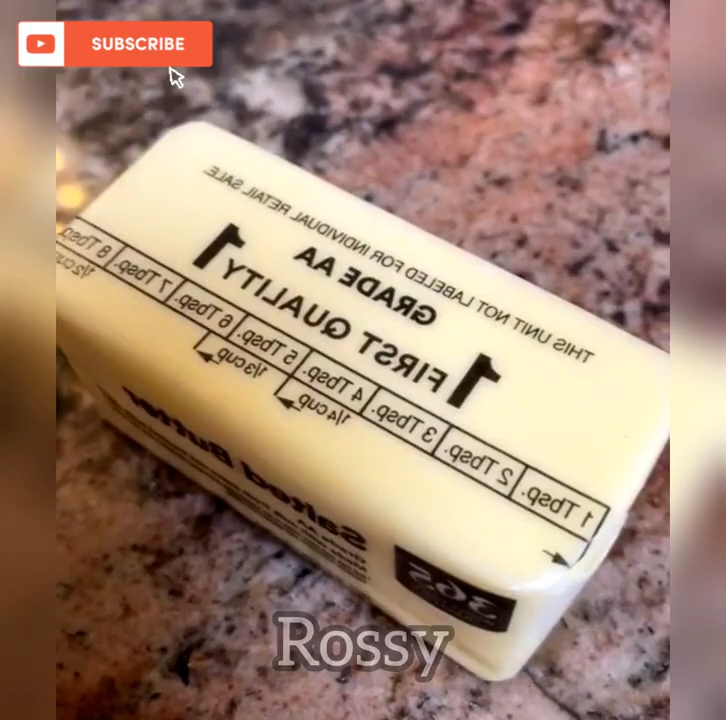 SUBSCRIBE
THIS UNIT NOT LABELED FOR INDIVIDUAL RETAIL SALE.
GRADE AA
1 FIRST QUALITY 1
1 Tbsp. 2 Tbsp. 3 Tbsp. 4 Tbsp. 5 Tbsp. 6 Tbsp. 7 Tbsp. 8 Tbsp.
1/4 cup 1/3 cup 1/2 cup
Salted Butter
365
Rossy